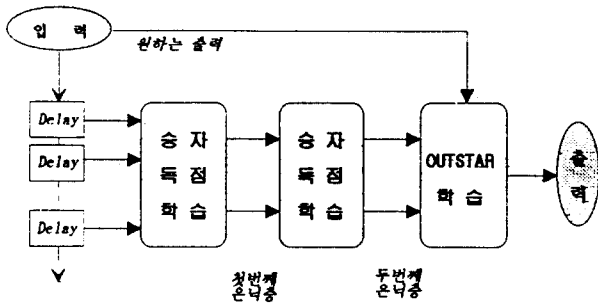 입 력
원하는 출력
Delay
Delay
Delay
승 자
독 점
학 습
승 자
독 점
학 습
OUTSTAR
학 습
출
력
첫번째
은닉층
두번째
은닉층